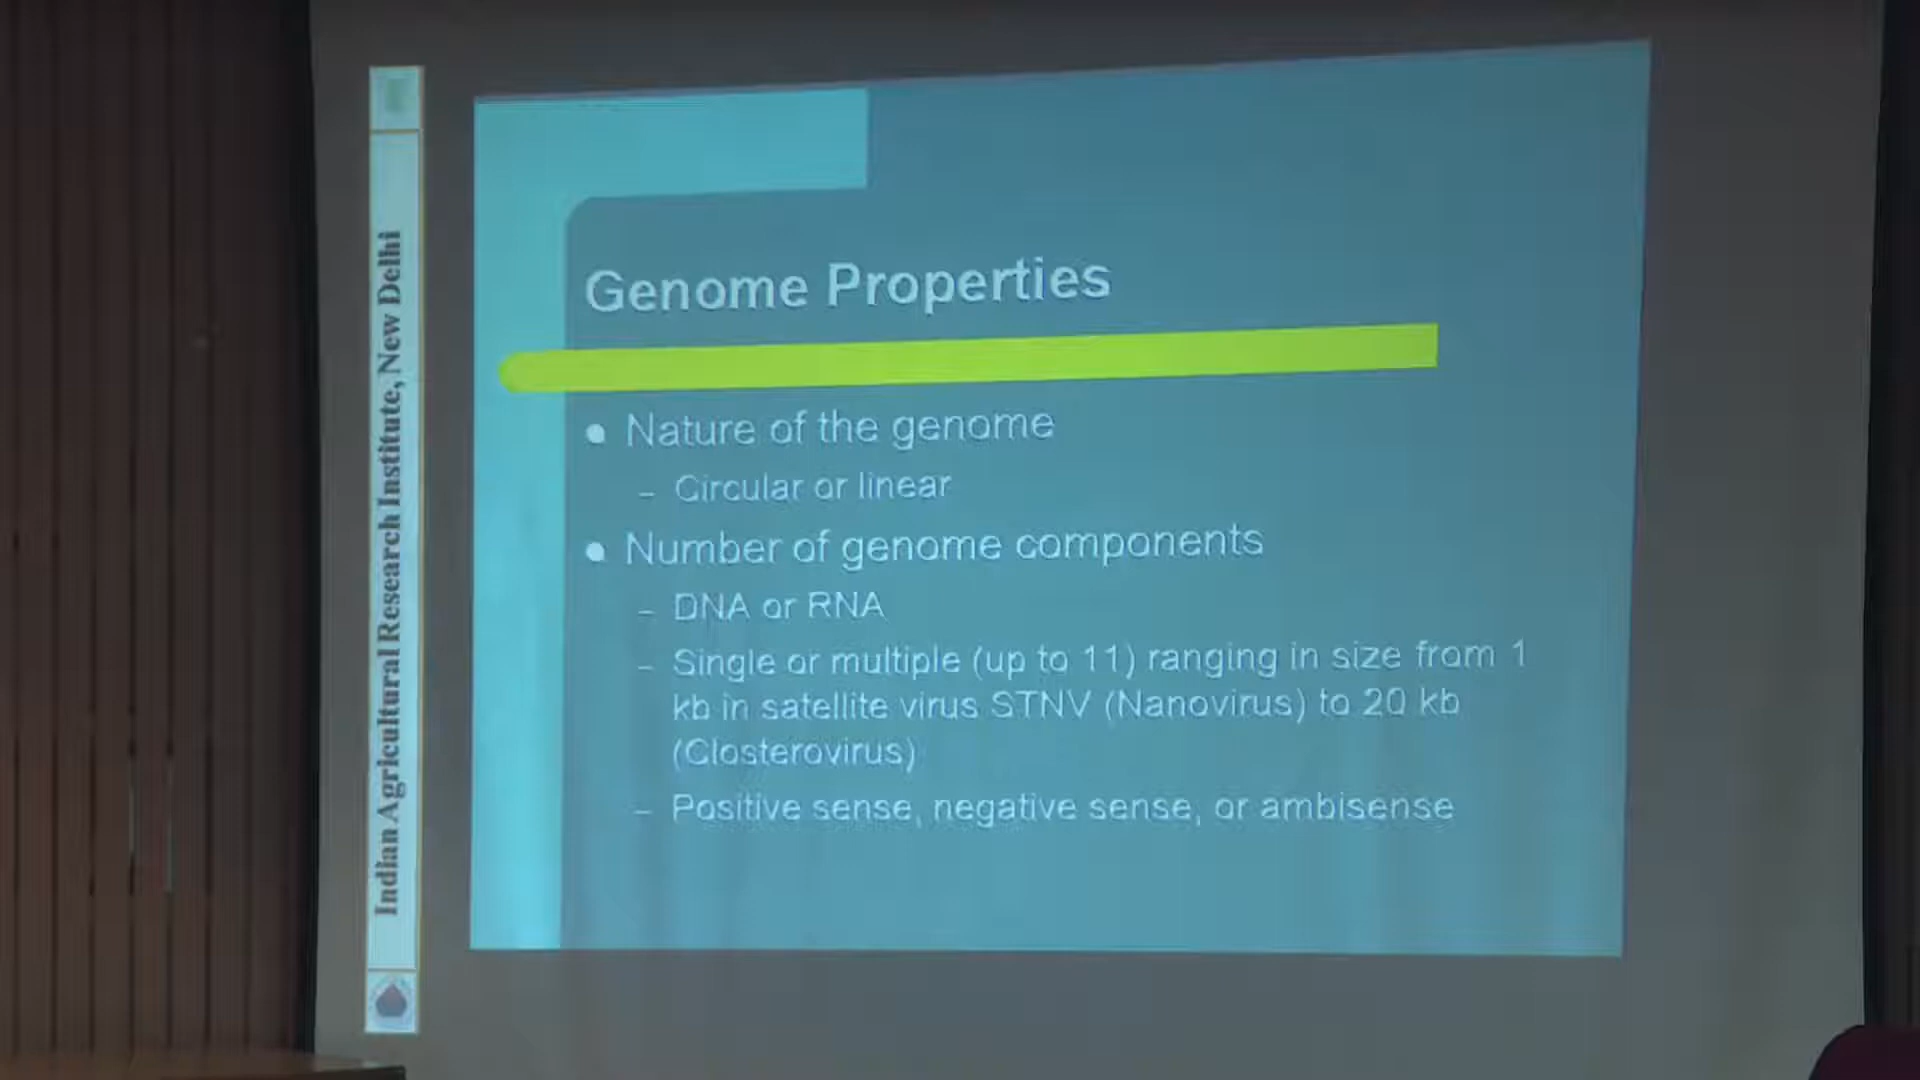 Indian Agricultural Research Institute, New Delhi
Genome Properties
● Nature of the genome
– Circular or linear
● Number of genome components
– DNA or RNA
– Single or multiple (up to 11) ranging in size from 1
kb in satellite virus STNV (Nanovirus) to 20 kb
(Closterovirus)
– Positive sense, negative sense, or ambisense